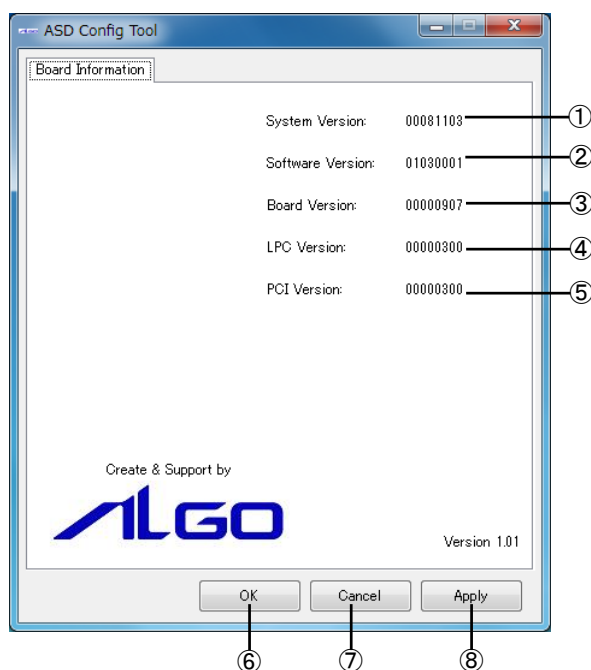 ALGO ASD Config Tool
Board Information
System Version: 00081103 ①
Software Version: 01030001 ②
Board Version: 00000907 ③
LPC Version: 00000300 ④
PCI Version: 00000300 ⑤
Create & Support by
ALGO
Version 1.01
OK Cancel Apply
⑥ ⑦ ⑧